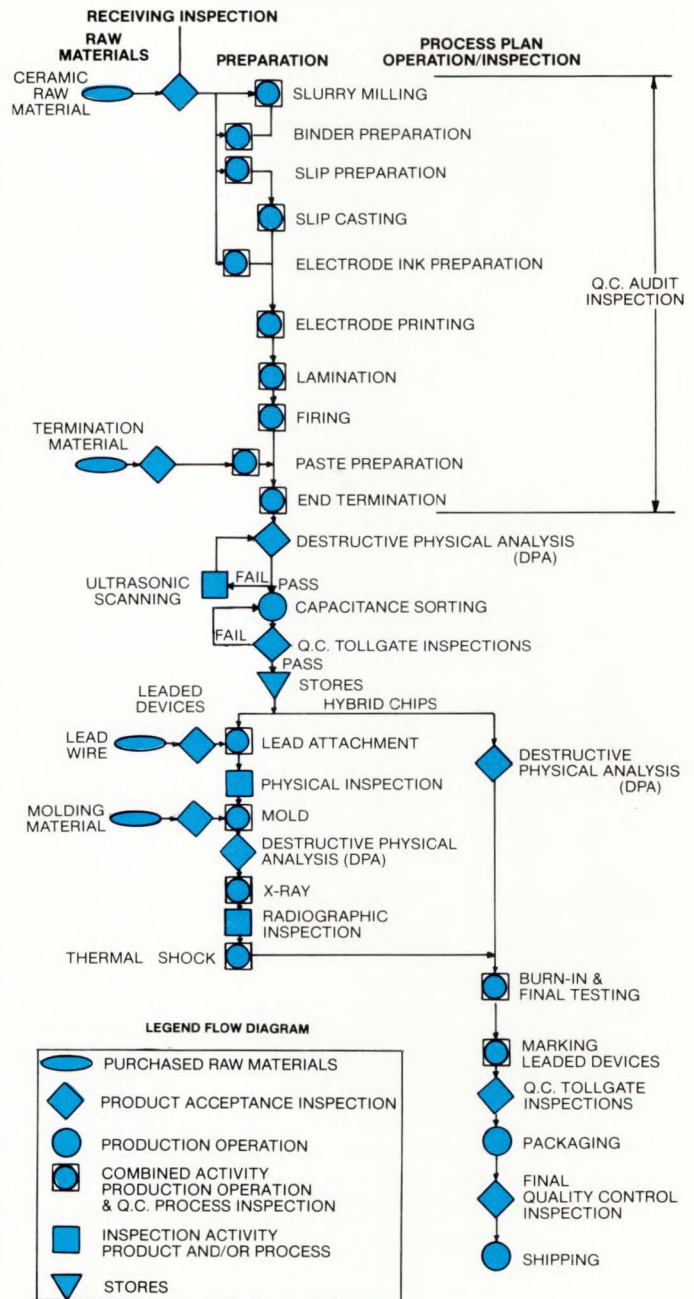 RECEIVING INSPECTION
RAW
MATERIALS
PREPARATION
PROCESS PLAN
OPERATION/INSPECTION
CERAMIC
RAW
MATERIAL
SLURRY MILLING
BINDER PREPARATION
SLIP PREPARATION
SLIP CASTING
ELECTRODE INK PREPARATION
Q.C. AUDIT
INSPECTION
ELECTRODE PRINTING
LAMINATION
FIRING
TERMINATION
MATERIAL
PASTE PREPARATION
END TERMINATION
DESTRUCTIVE PHYSICAL ANALYSIS
(DPA)
ULTRASONIC
SCANNING
FAIL
PASS
CAPACITANCE SORTING
FAIL
Q.C. TOLLGATE INSPECTIONS
PASS
STORES
LEADED
DEVICES
HYBRID CHIPS
LEAD
WIRE
LEAD ATTACHMENT
DESTRUCTIVE
PHYSICAL ANALYSIS
(DPA)
PHYSICAL INSPECTION
MOLDING
MATERIAL
MOLD
DESTRUCTIVE PHYSICAL
ANALYSIS (DPA)
X-RAY
RADIOGRAPHIC
INSPECTION
THERMAL SHOCK
BURN-IN &
FINAL TESTING
MARKING
LEADED DEVICES
Q.C. TOLLGATE
INSPECTIONS
PACKAGING
FINAL
QUALITY CONTROL
INSPECTION
SHIPPING
LEGEND FLOW DIAGRAM
PURCHASED RAW MATERIALS
PRODUCT ACCEPTANCE INSPECTION
PRODUCTION OPERATION
COMBINED ACTIVITY
PRODUCTION OPERATION
& Q.C. PROCESS INSPECTION
INSPECTION ACTIVITY
PRODUCT AND/OR PROCESS
STORES